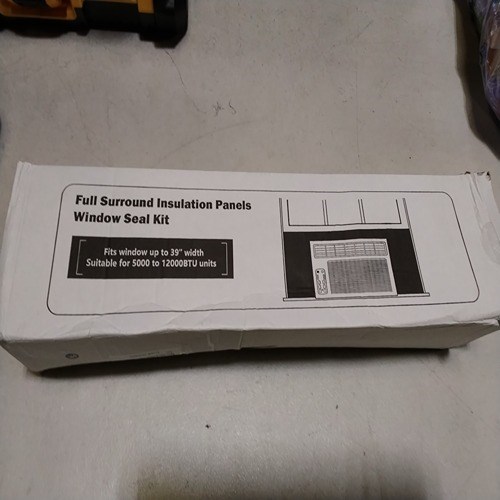 Full Surround Insulation Panels
Window Seal Kit
Fits window up to 39" width
Suitable for 5000 to 12000BTU units